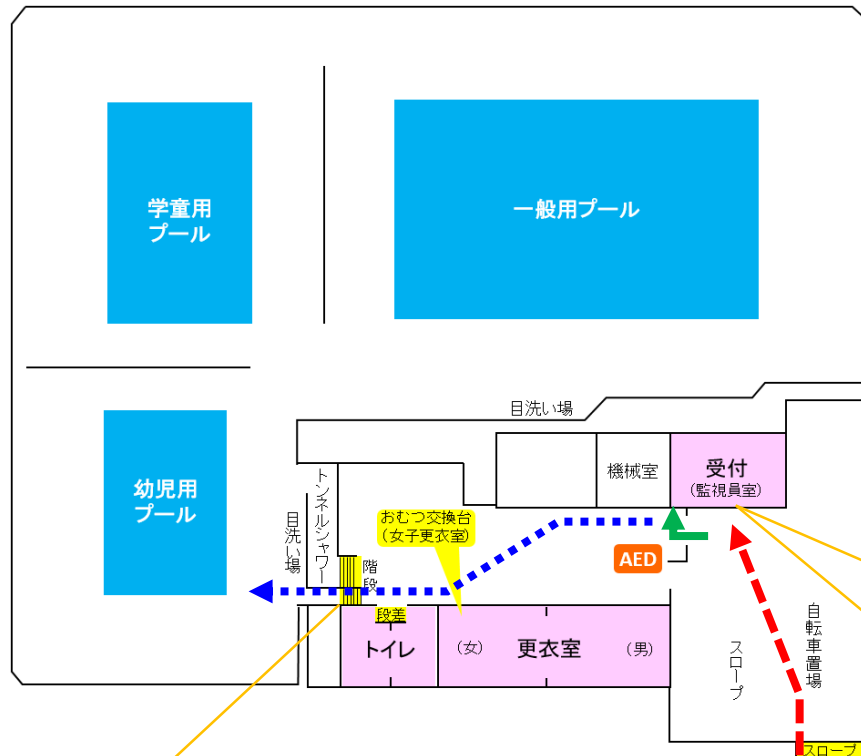 学童用
プール
一般用プール
目洗い場
幼児用
プール
トンネルシャワー
目洗い場
機械室
受付
(監視員室)
おむつ交換台
(女子更衣室)
AED
階段
段差
トイレ
(女)
更衣室
(男)
スロープ
自転車置場
スロープ